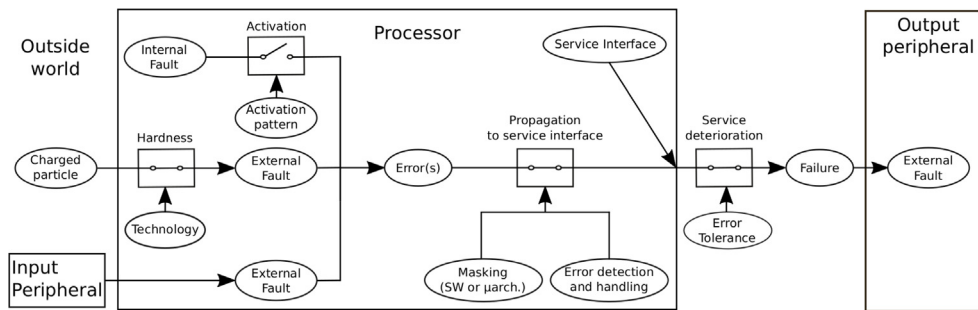 Outside
world
Processor
Output
peripheral
Activation
Internal
Fault
Activation
pattern
Service Interface
Hardness
Propagation
to service interface
Service
deterioration
Charged
particle
External
Fault
Error(s)
Failure
External
Fault
Technology
Error
Tolerance
Input
Peripheral
External
Fault
Masking
(SW or µarch.)
Error detection
and handling